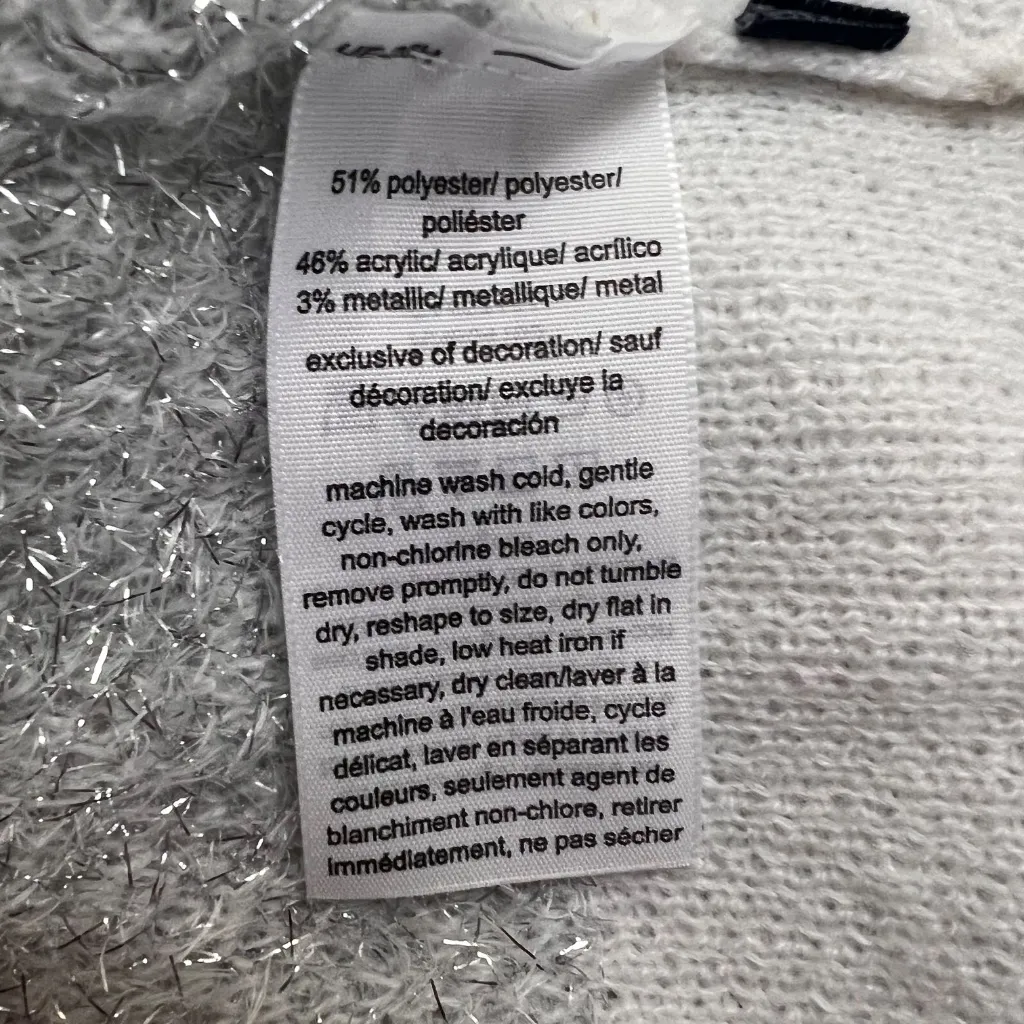 51% polyester/ polyester/
poliéster
46% acrylic/ acrylique/ acrílico
3% metallic/ metallique/ metal
exclusive of decoration/ sauf
décoration/ excluye la
decoración
machine wash cold, gentle
cycle, wash with like colors,
non-chlorine bleach only,
remove promptly, do not tumble
dry, reshape to size, dry flat in
shade, low heat iron if
necessary, dry clean/laver à la
machine à l'eau froide, cycle
délicat, laver en séparant les
couleurs, seulement agent de
blanchiment non-chlore, retirer
immédiatement, ne pas sécher